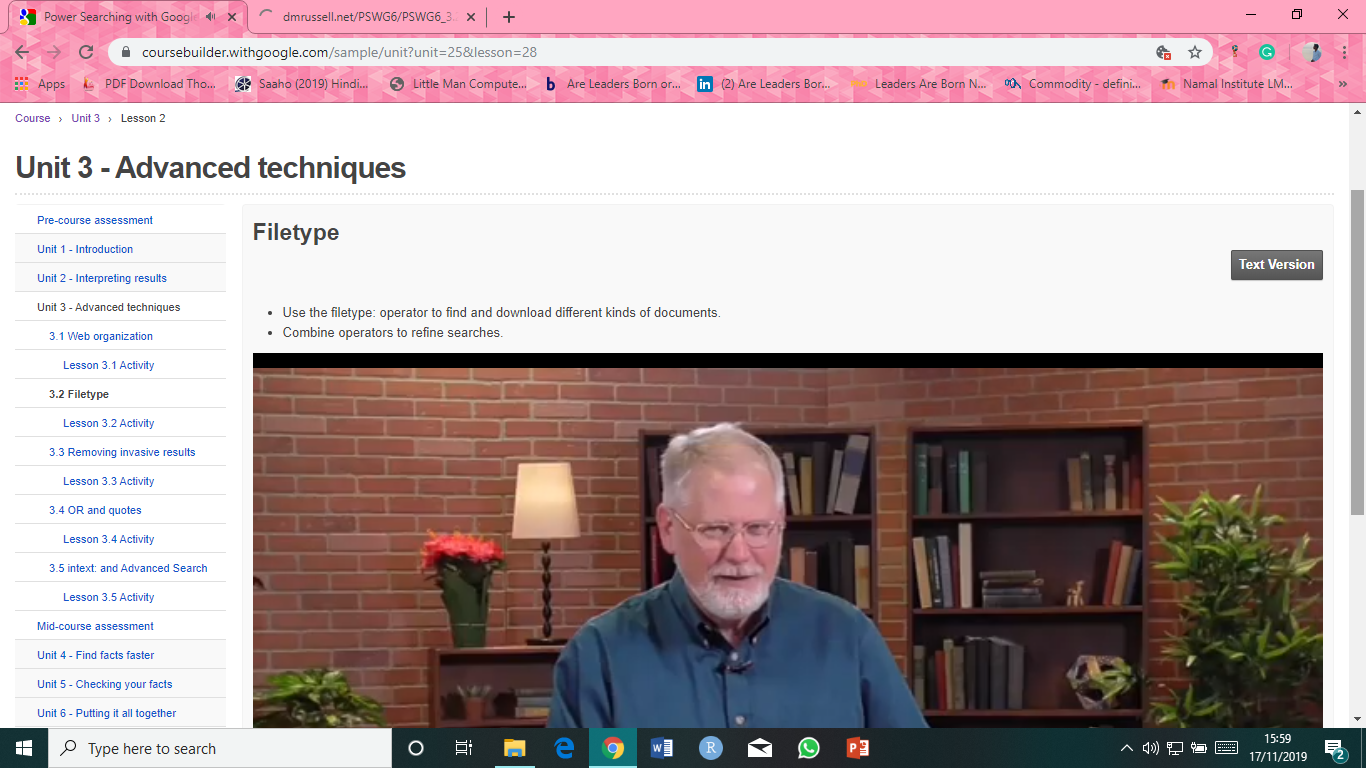 Power Searching with Googl
dmrussell.net/PSWG6/PSWG6_3.
coursebuilder.withgoogle.com/sample/unit?unit=25&lesson=28
Apps
PDF Download Tho...
Saaho (2019) Hindi...
Little Man Compute...
Are Leaders Born or...
(2) Are Leaders Bor...
Leaders Are Born N...
Commodity - defini...
Namal Institute LM...
Course › Unit 3 › Lesson 2
Unit 3 - Advanced techniques
Pre-course assessment
Unit 1 - Introduction
Unit 2 - Interpreting results
Unit 3 - Advanced techniques
3.1 Web organization
Lesson 3.1 Activity
3.2 Filetype
Lesson 3.2 Activity
3.3 Removing invasive results
Lesson 3.3 Activity
3.4 OR and quotes
Lesson 3.4 Activity
3.5 intext: and Advanced Search
Lesson 3.5 Activity
Mid-course assessment
Unit 4 - Find facts faster
Unit 5 - Checking your facts
Unit 6 - Putting it all together
Filetype
Text Version
• Use the filetype: operator to find and download different kinds of documents.
• Combine operators to refine searches.
Type here to search
15:59
17/11/2019
2